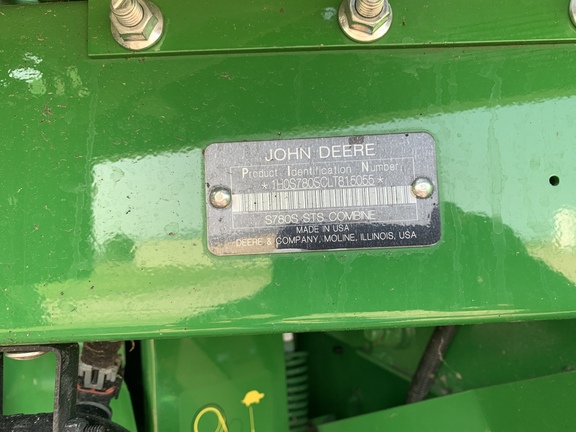 JOHN DEERE
Product Identification Number
*1H0S780SCLT815055*
S780S STS COMBINE
MADE IN USA
DEERE & COMPANY, MOLINE, ILLINOIS, USA